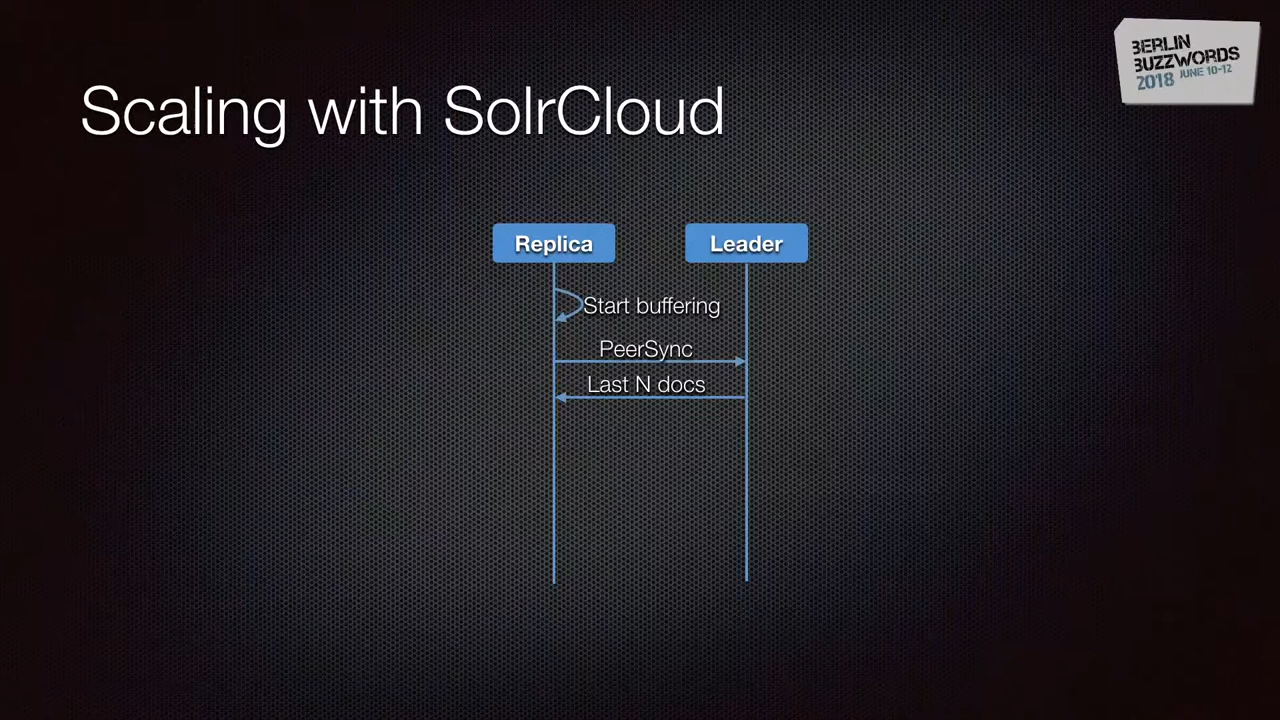 BERLIN
BUZZWORDS
2018 JUNE 10-12
Scaling with SolrCloud
Replica
Leader
Start buffering
PeerSync
Last N docs